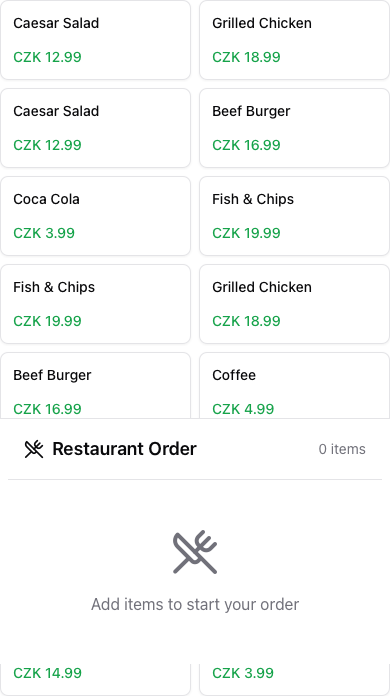 Caesar Salad
CZK 12.99
Grilled Chicken
CZK 18.99
Caesar Salad
CZK 12.99
Beef Burger
CZK 16.99
Coca Cola
CZK 3.99
Fish & Chips
CZK 19.99
Fish & Chips
CZK 19.99
Grilled Chicken
CZK 18.99
Beef Burger
CZK 16.99
Coffee
CZK 4.99
Restaurant Order
0 items
Add items to start your order
CZK 14.99
CZK 3.99